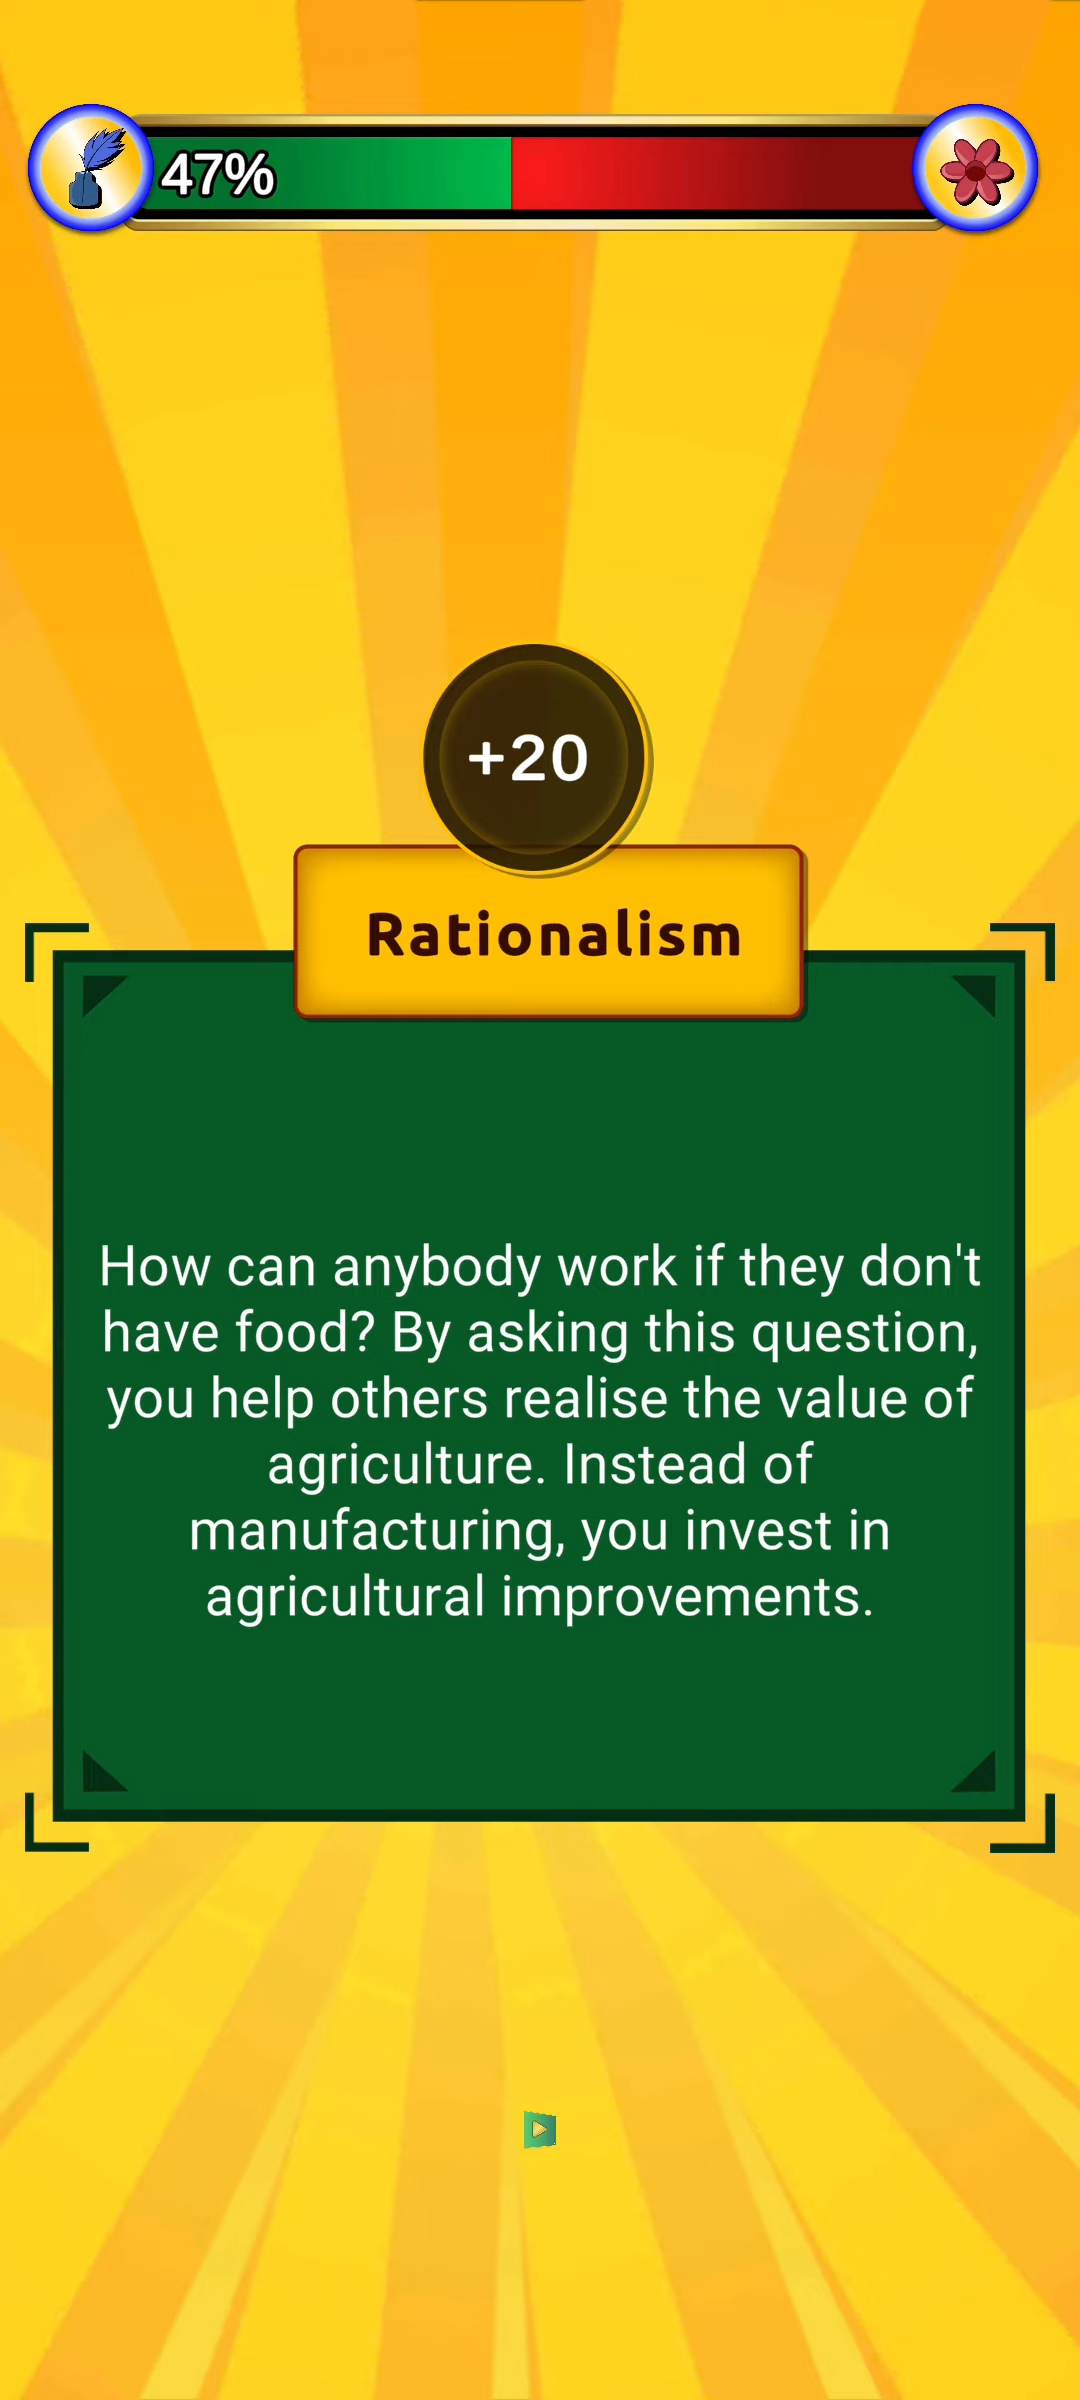 47%
+20
Rationalism
How can anybody work if they don't
have food? By asking this question,
you help others realise the value of
agriculture. Instead of
manufacturing, you invest in
agricultural improvements.